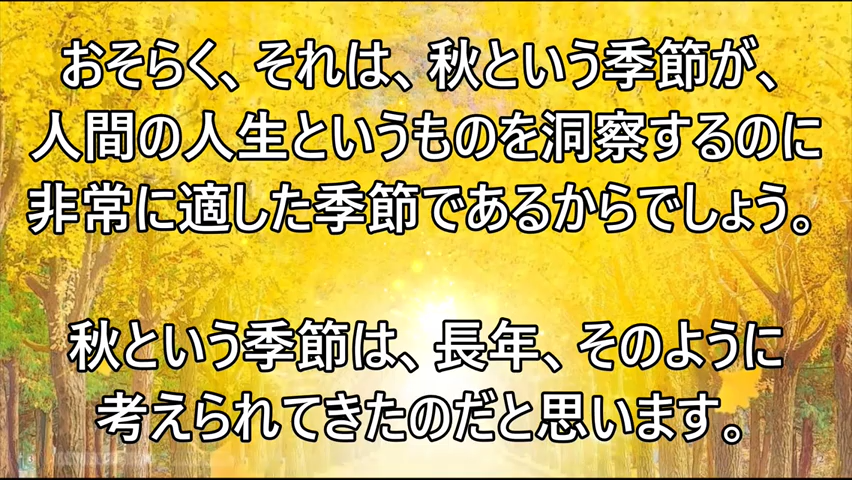 おそらく、それは、秋という季節が、
人間の人生というものを洞察するのに
非常に適した季節であるからでしょう。
秋という季節は、長年、そのように
考えられてきたのだと思います。